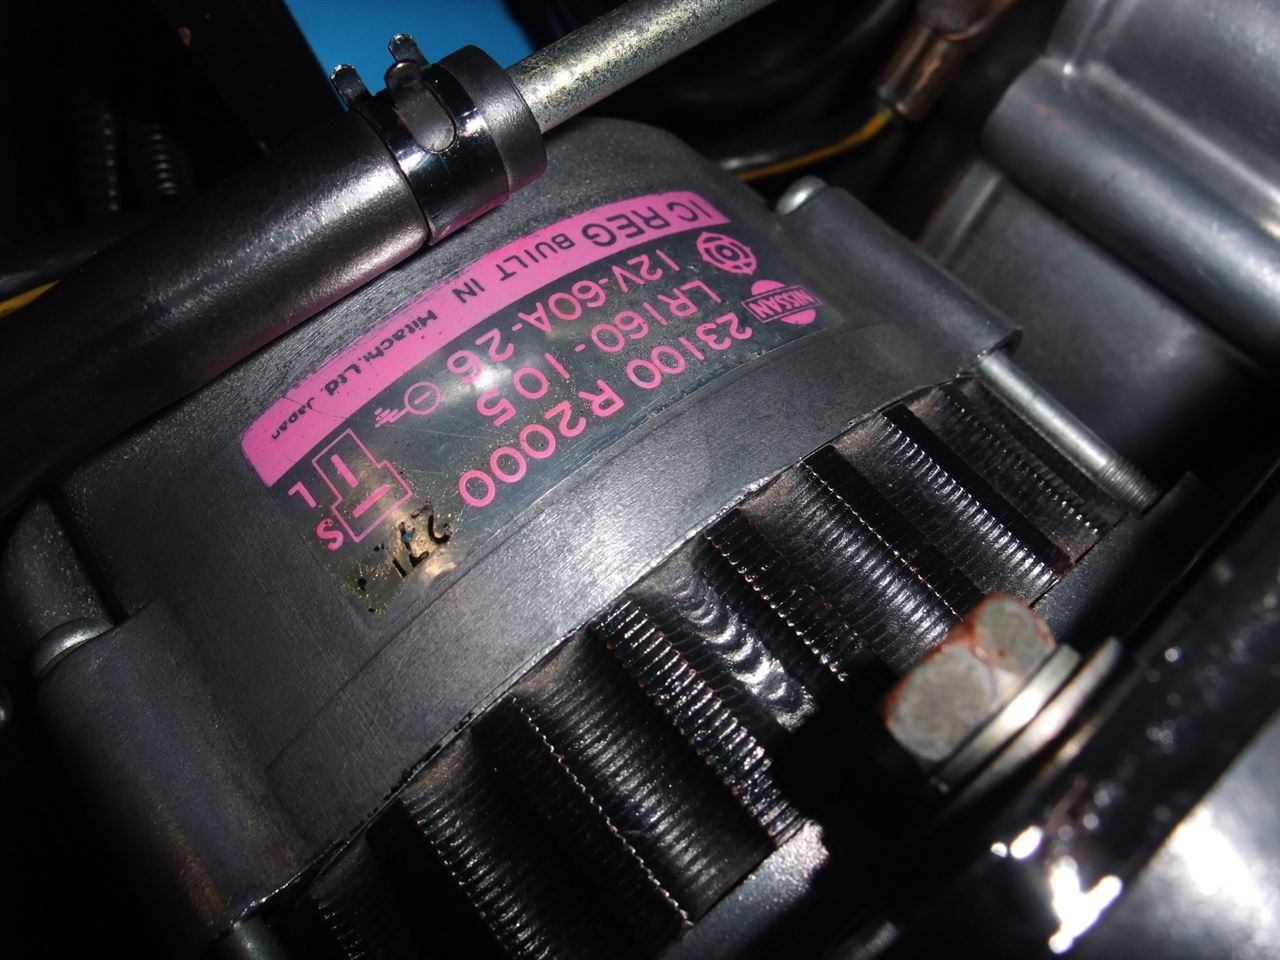 IC REG BUILT IN Hitachi, Ltd. Japan
NISSAN
23100 R2000
LR160-105
12V-60A-26 ⊖
S
L